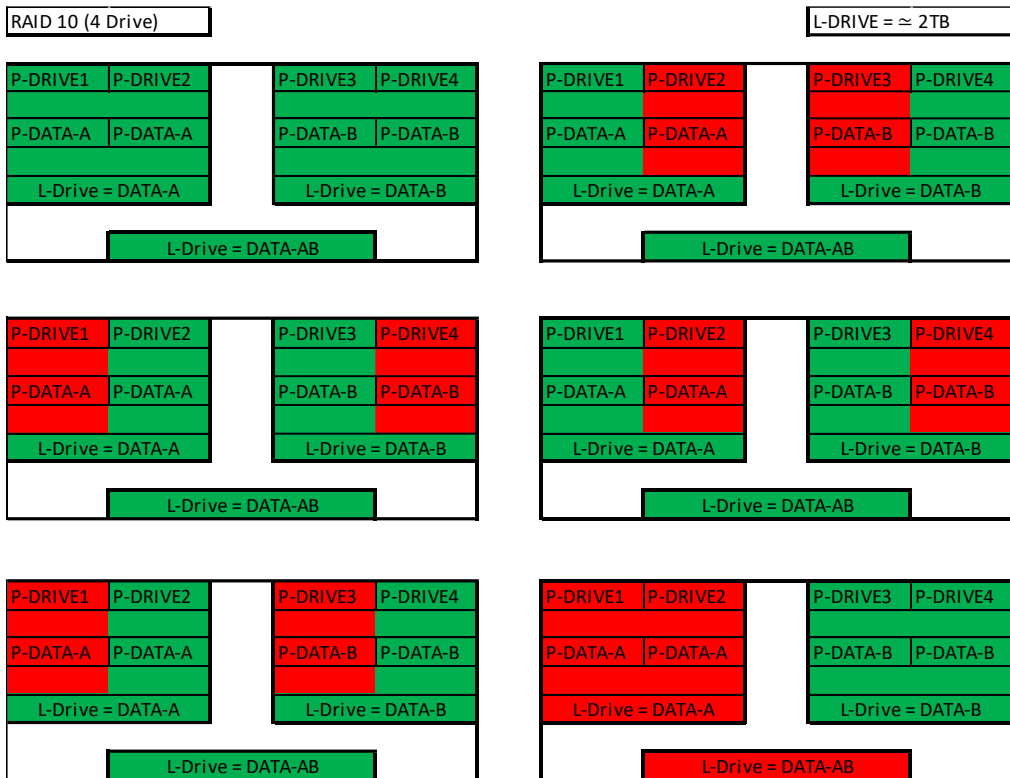 RAID 10 (4 Drive) L-DRIVE = ≃ 2TB
P-DRIVE1 P-DRIVE2 P-DRIVE3 P-DRIVE4 P-DRIVE1 P-DRIVE2 P-DRIVE3 P-DRIVE4
P-DATA-A P-DATA-A P-DATA-B P-DATA-B P-DATA-A P-DATA-A P-DATA-B P-DATA-B
L-Drive = DATA-A L-Drive = DATA-B L-Drive = DATA-A L-Drive = DATA-B
L-Drive = DATA-AB L-Drive = DATA-AB
P-DRIVE1 P-DRIVE2 P-DRIVE3 P-DRIVE4 P-DRIVE1 P-DRIVE2 P-DRIVE3 P-DRIVE4
P-DATA-A P-DATA-A P-DATA-B P-DATA-B P-DATA-A P-DATA-A P-DATA-B P-DATA-B
L-Drive = DATA-A L-Drive = DATA-B L-Drive = DATA-A L-Drive = DATA-B
L-Drive = DATA-AB L-Drive = DATA-AB
P-DRIVE1 P-DRIVE2 P-DRIVE3 P-DRIVE4 P-DRIVE1 P-DRIVE2 P-DRIVE3 P-DRIVE4
P-DATA-A P-DATA-A P-DATA-B P-DATA-B P-DATA-A P-DATA-A P-DATA-B P-DATA-B
L-Drive = DATA-A L-Drive = DATA-B L-Drive = DATA-A L-Drive = DATA-B
L-Drive = DATA-AB L-Drive = DATA-AB